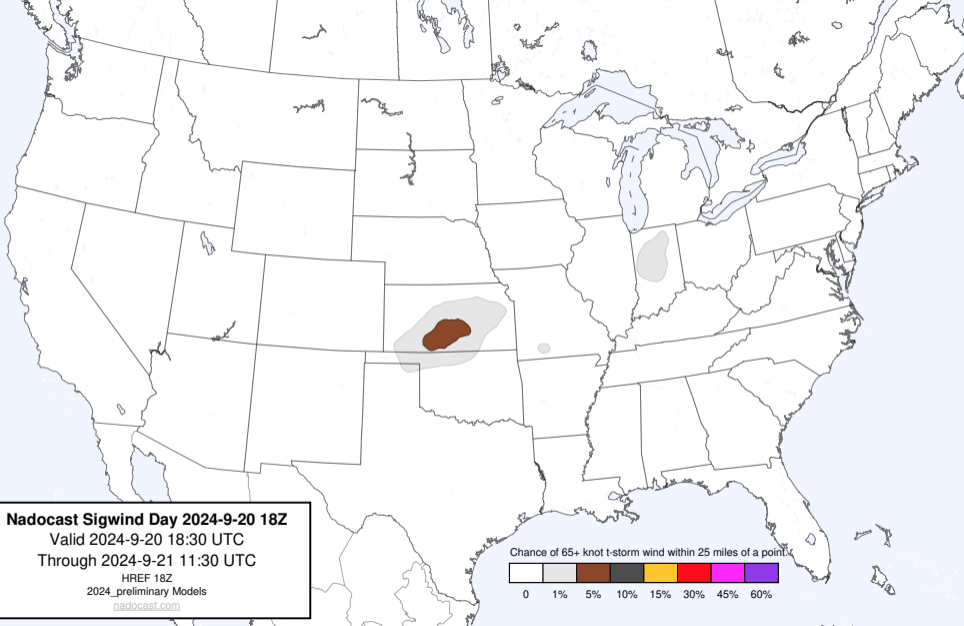 Nadocast Sigwind Day 2024-9-20 18Z
Valid 2024-9-20 18:30 UTC
Through 2024-9-21 11:30 UTC
HREF 18Z
2024_preliminary Models
nadocast.com
Chance of 65+ knot t-storm wind within 25 miles of a point.
0 1% 5% 10% 15% 30% 45% 60%